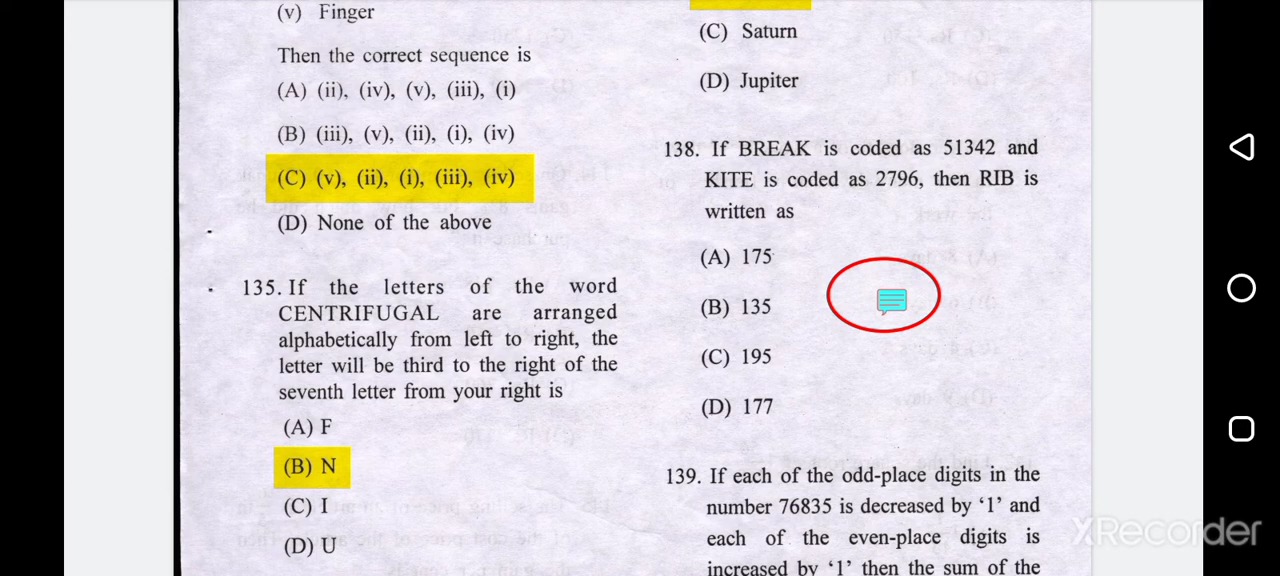 (v) Finger
Then the correct sequence is
(A) (ii), (iv), (v), (iii), (i)
(B) (iii), (v), (ii), (i), (iv)
(C) (v), (ii), (i), (iii), (iv)
(D) None of the above
135. If the letters of the word
CENTRIFUGAL are arranged
alphabetically from left to right, the
letter will be third to the right of the
seventh letter from your right is
(A) F
(B) N
(C) I
(D) U
(C) Saturn
(D) Jupiter
138. If BREAK is coded as 51342 and
KITE is coded as 2796, then RIB is
written as
(A) 175
(B) 135
(C) 195
(D) 177
139. If each of the odd-place digits in the
number 76835 is decreased by ‘1’ and
each of the even-place digits is
increased by ‘1’ then the sum of the
XRecorder